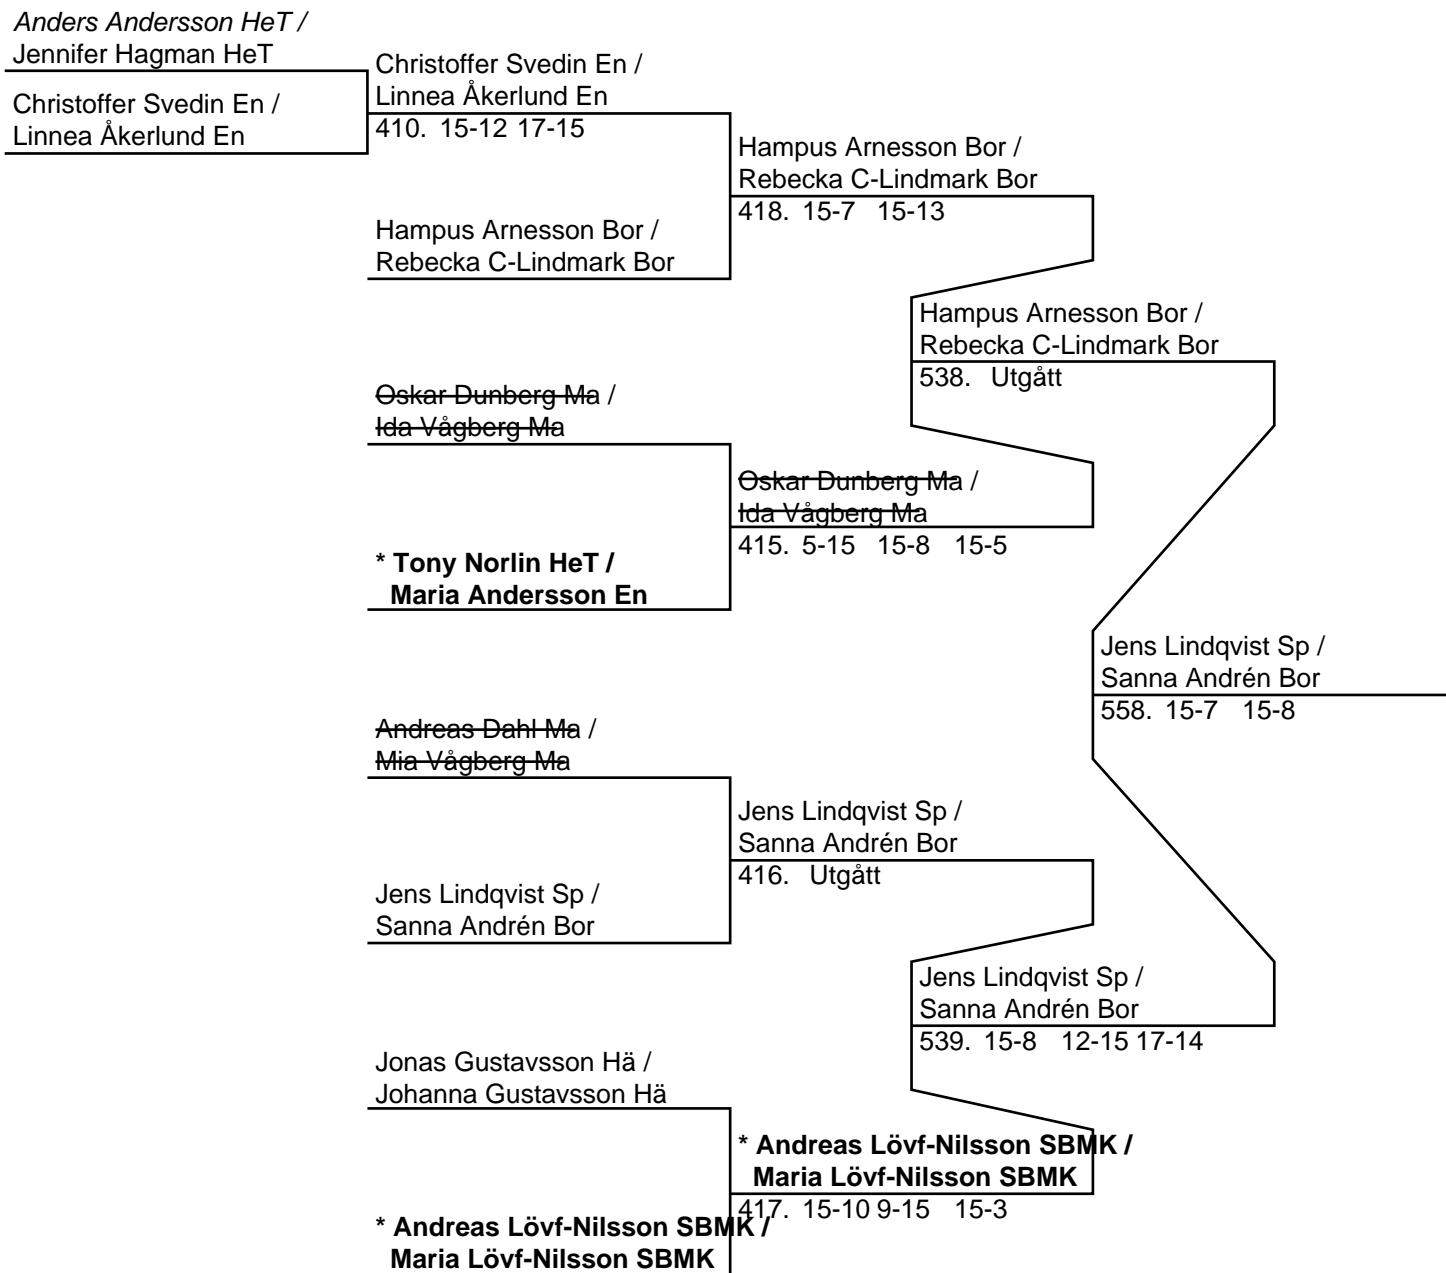 Anders Andersson HeT /
Jennifer Hagman HeT
Christoffer Svedin En /
Linnea Åkerlund En
Christoffer Svedin En /
Linnea Åkerlund En
410. 15-12 17-15
Hampus Arnesson Bor /
Rebecka C-Lindmark Bor
Hampus Arnesson Bor /
Rebecka C-Lindmark Bor
418. 15-7 15-13
Hampus Arnesson Bor /
Rebecka C-Lindmark Bor
538. Utgått
Oskar Dunberg Ma /
Ida Vågberg Ma
Oskar Dunberg Ma /
Ida Vågberg Ma
415. 5-15 15-8 15-5
* Tony Norlin HeT /
Maria Andersson En
Jens Lindqvist Sp /
Sanna Andrén Bor
558. 15-7 15-8
Andreas Dahl Ma /
Mia Vågberg Ma
Jens Lindqvist Sp /
Sanna Andrén Bor
416. Utgått
Jens Lindqvist Sp /
Sanna Andrén Bor
Jens Lindqvist Sp /
Sanna Andrén Bor
539. 15-8 12-15 17-14
Jonas Gustavsson Hä /
Johanna Gustavsson Hä
* Andreas Lövf-Nilsson SBMK /
Maria Lövf-Nilsson SBMK
417. 15-10 9-15 15-3
* Andreas Lövf-Nilsson SBMK /
Maria Lövf-Nilsson SBMK